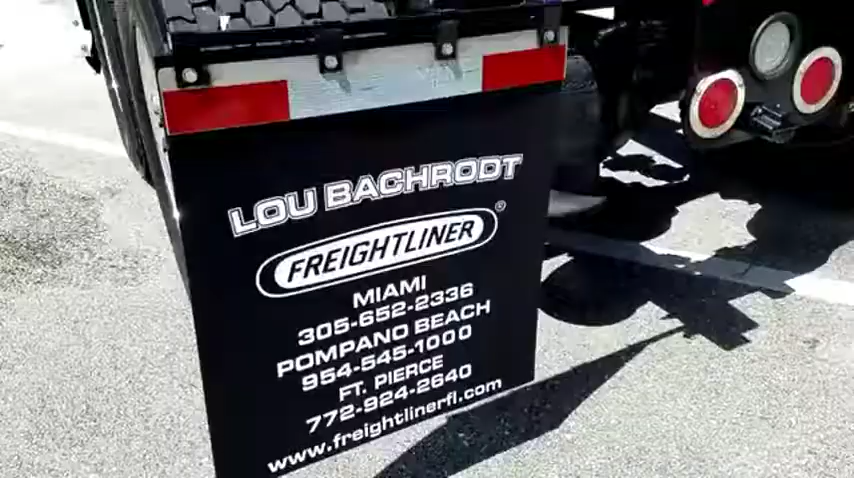 LOU BACHRODT
FREIGHTLINER®
MIAMI
305-652-2336
POMPANO BEACH
954-545-1000
FT. PIERCE
772-924-2640
www.freightlinerfl.com